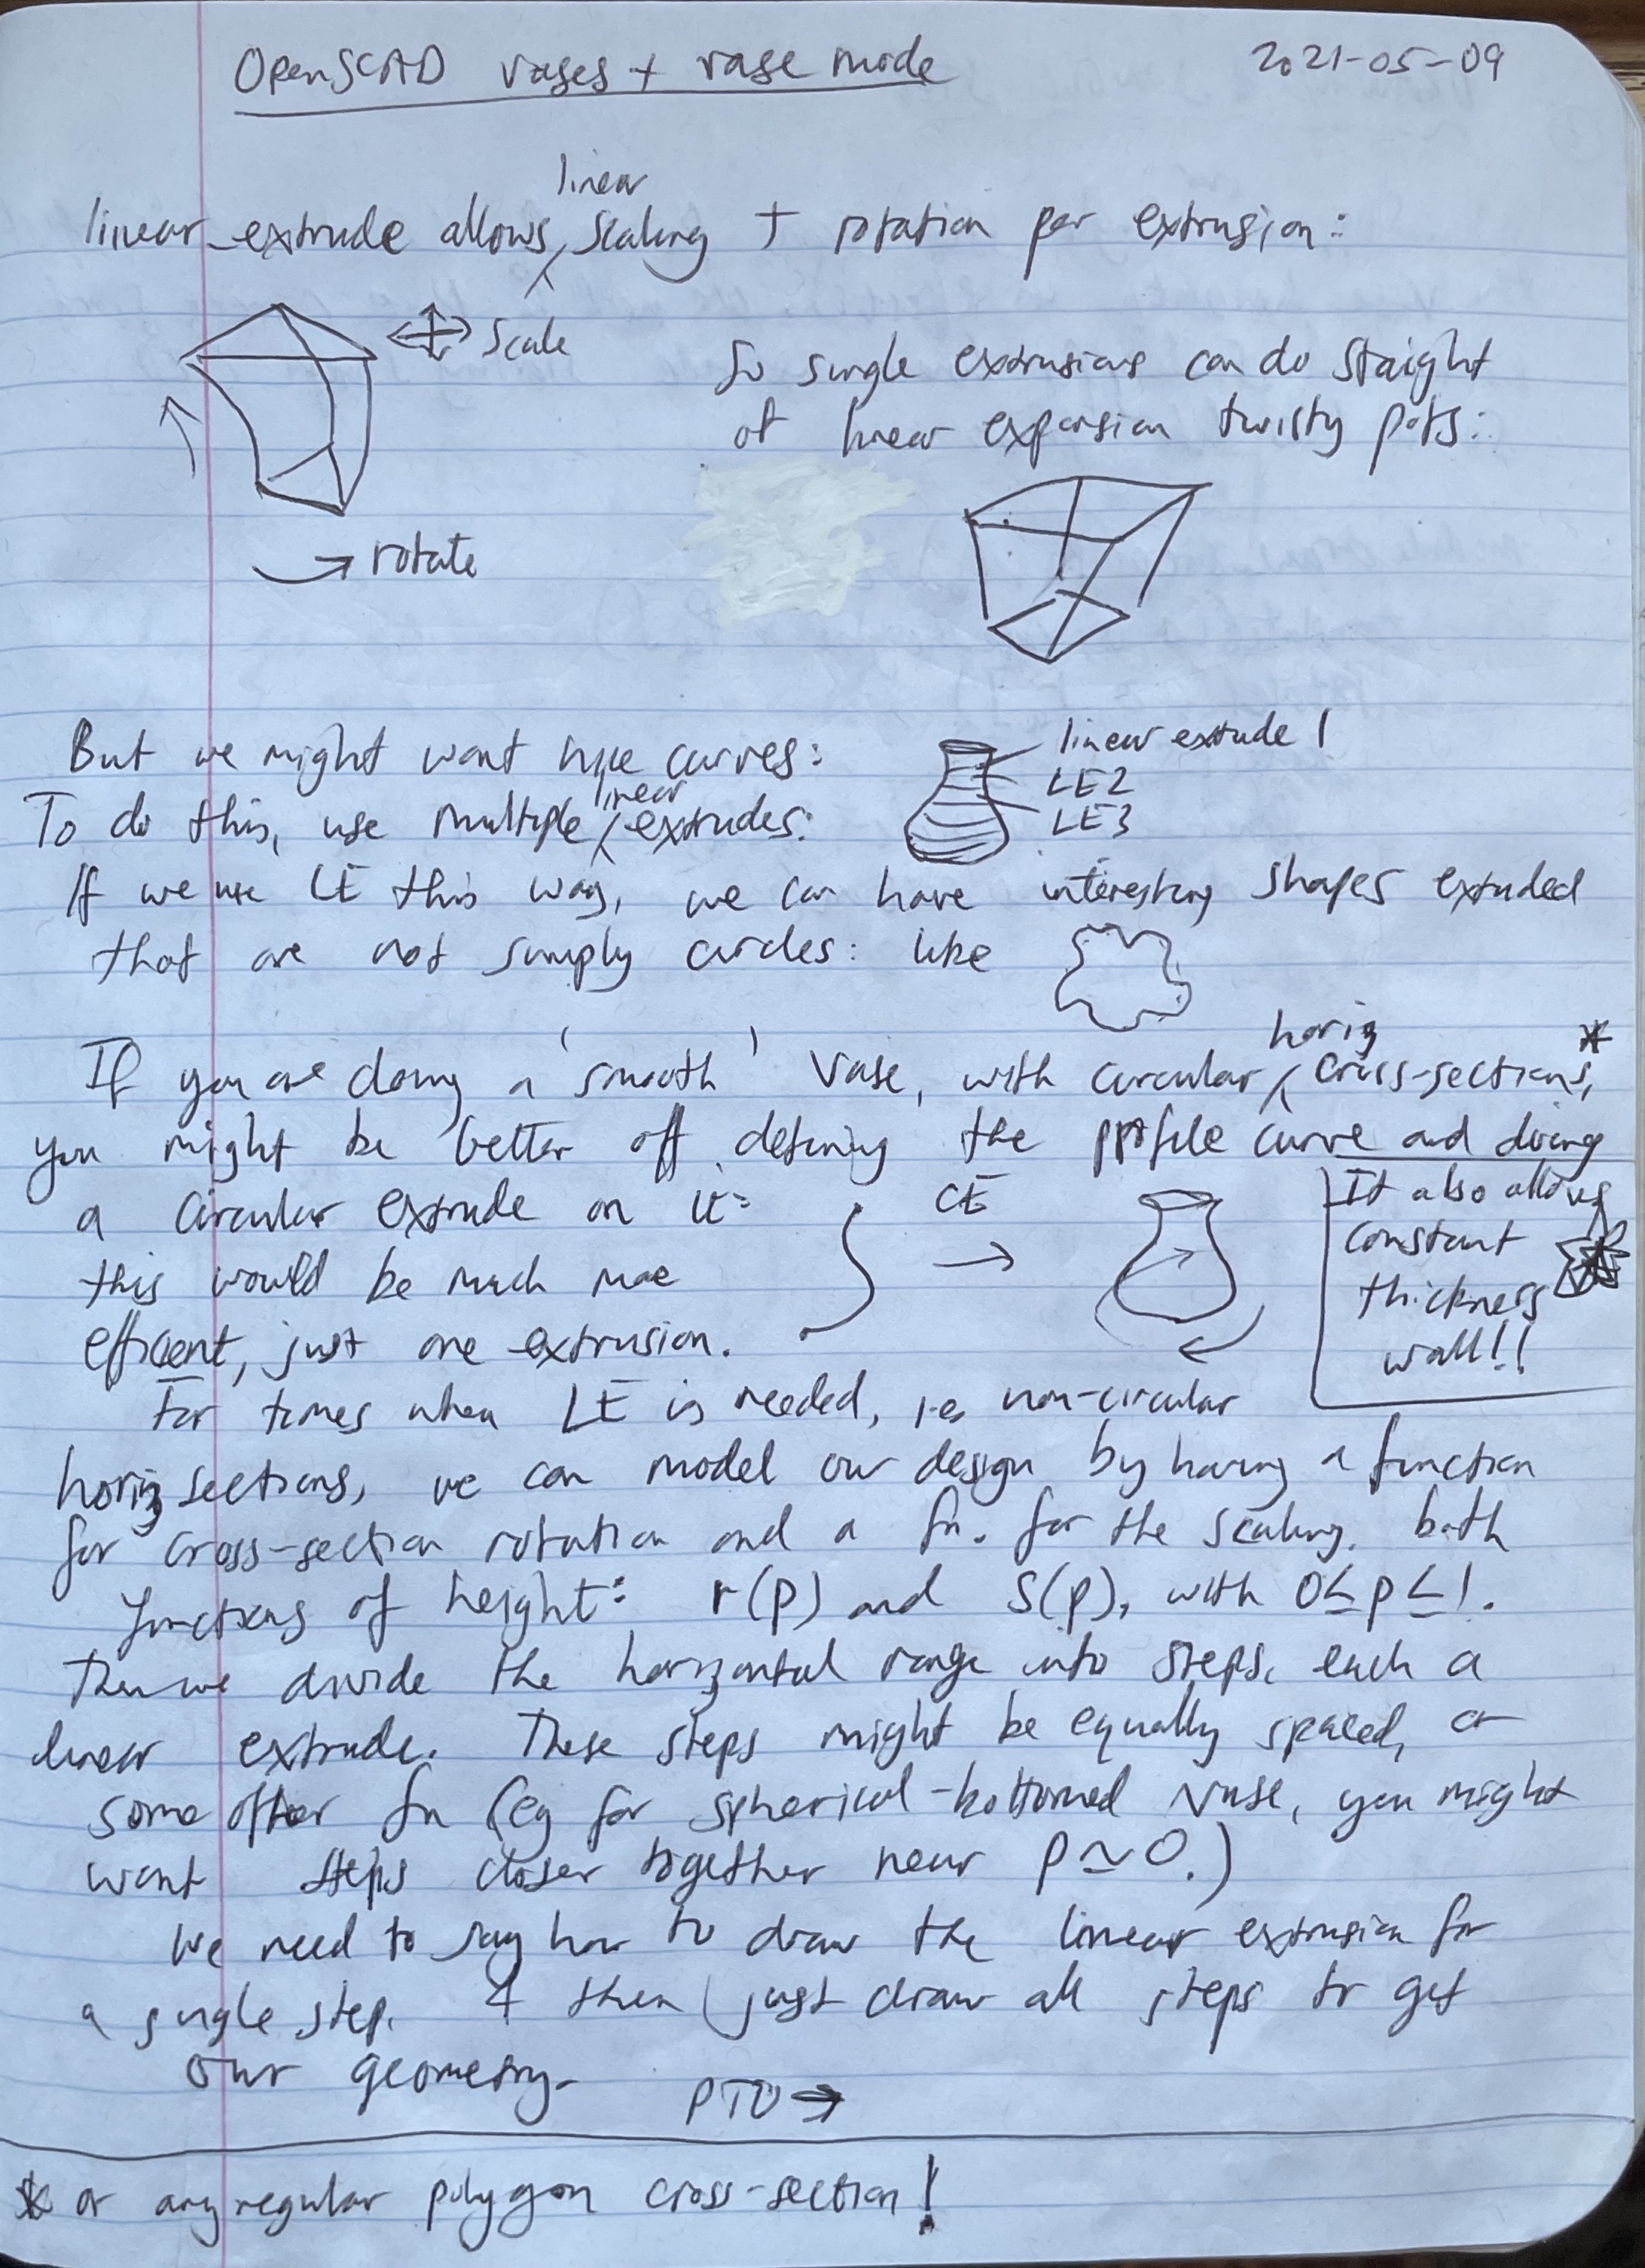 OpenSCAD vases + vase mode
2021-05-09
linear_extrude allows linear scaling + rotation per extrusion:
scale
rotate
So single extrusions can do staight
of linear expansion twisty pots:
But we might want nice curves:
To do this, use multiple linear extrudes:
linear extrude 1
LE2
LE3
If we use LE this way, we can have interesting shapes extruded
that are not simply circles: like
If you are doing a 'smooth' vase, with circular horiz cross-sections,*
you might be better off defining the profile curve and doing
a circular extrude on it:
this would be much more
efficent, just one extrusion.
CE
It also allows
constant
thickness
wall!!
For times when LE is needed, i.e. non-circular
horiz sections, we can model our design by having a function
for cross-section rotation and a fn. for the scaling. both
functions of height: r(p) and s(p), with 0≤p≤1.
Then we divide the horizontal range into steps, each a
linear extrude. These steps might be equally spaced, or
some other fn (eg for spherical-bottomed vase, you might
want steps closer together near p≃0.)
We need to say how to draw the linear extrusion for
a single step. & then just draw all steps to get
our geometry.
PTO →
* or any regular polygon cross-section!